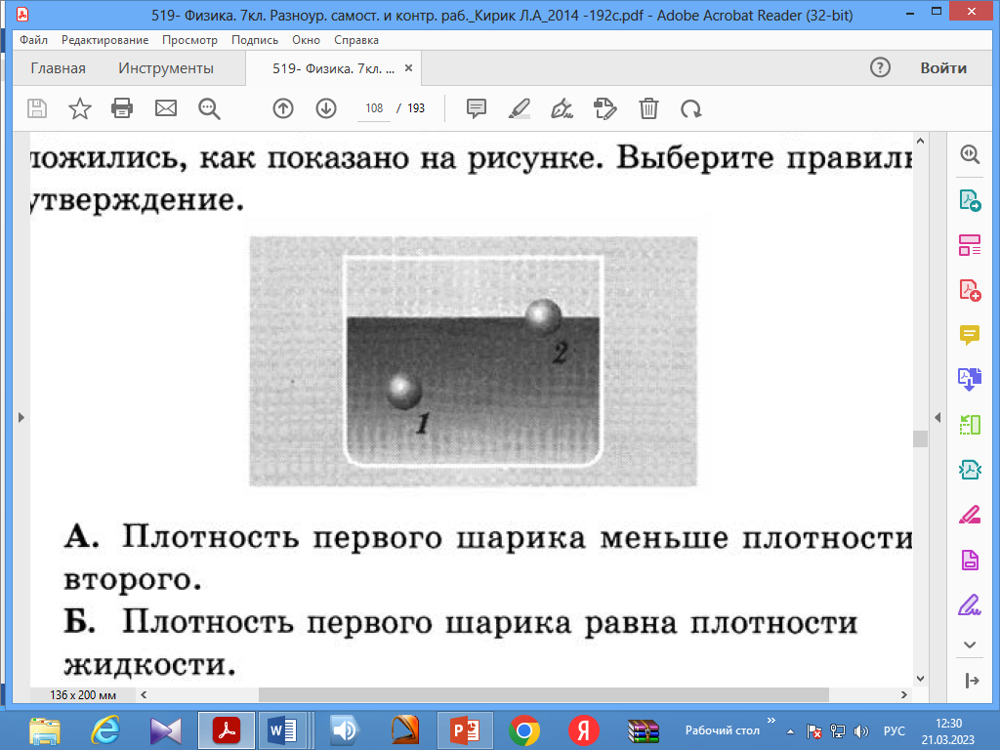 519- Физика. 7кл. Разноур. самост. и контр. раб._Кирик Л.А_2014 -192с.pdf - Adobe Acrobat Reader (32-bit)
Файл Редактирование Просмотр Подпись Окно Справка
Главная Инструменты 519- Физика. 7кл. ... × Войти
108 / 193
ложились, как показано на рисунке. Выберите правиль
утверждение.
2
1
А. Плотность первого шарика меньше плотности
второго.
Б. Плотность первого шарика равна плотности
жидкости.
136 x 200 мм
Рабочий стол » РУС 12:30
21.03.2023